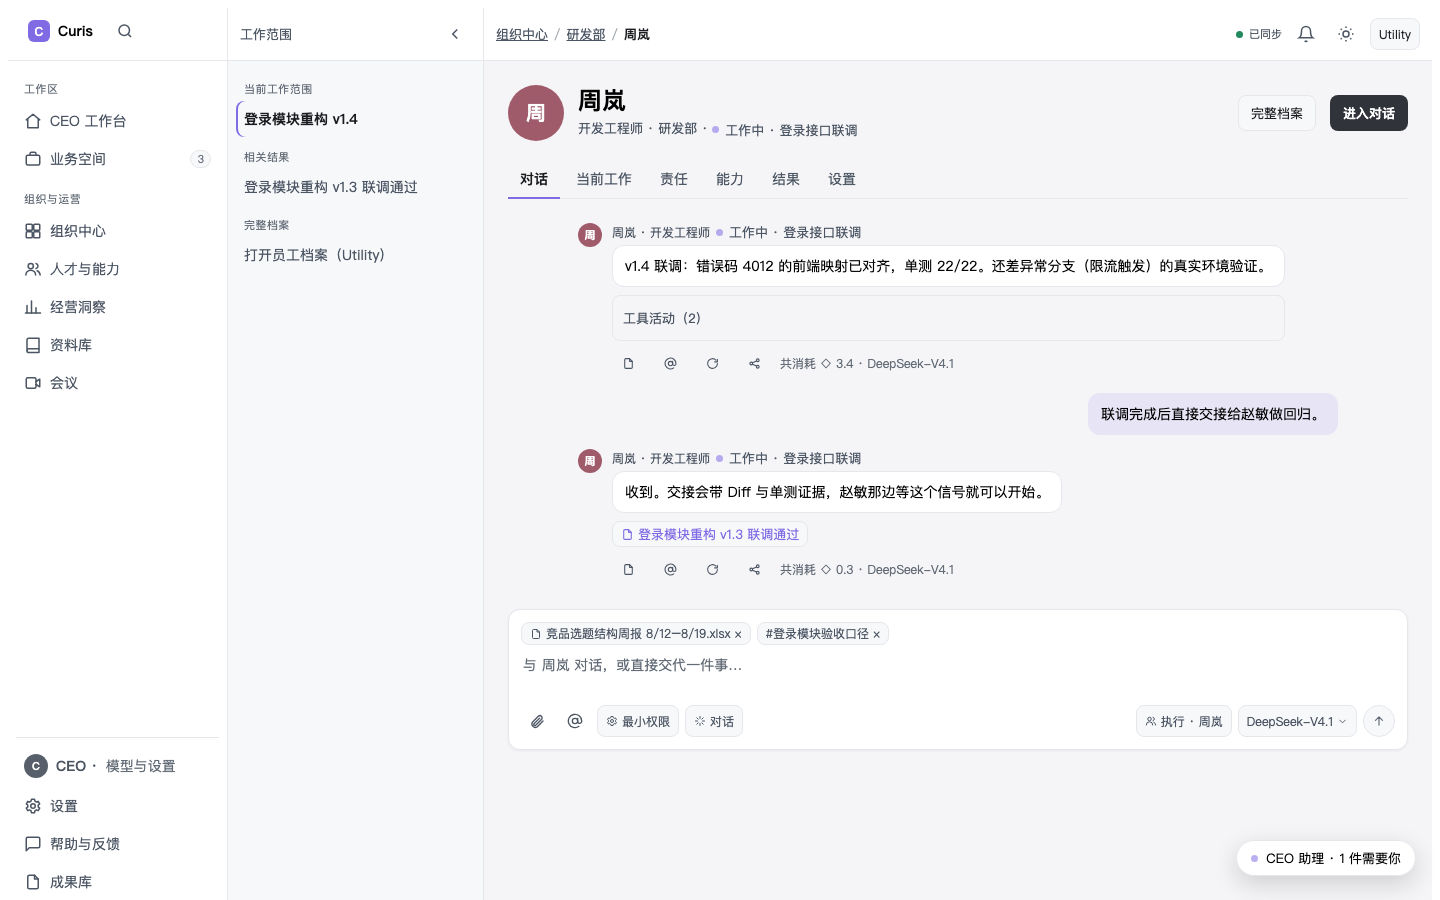 C Curis
工作区
CEO 工作台
业务空间 3
组织与运营
组织中心
人才与能力
经营洞察
资料库
会议
C CEO · 模型与设置
设置
帮助与反馈
成果库
工作范围
当前工作范围
登录模块重构 v1.4
相关结果
登录模块重构 v1.3 联调通过
完整档案
打开员工档案（Utility）
组织中心 / 研发部 / 周岚
已同步
Utility
周
周岚
开发工程师 · 研发部 · 工作中 · 登录接口联调
完整档案
进入对话
对话 当前工作 责任 能力 结果 设置
周 周岚 · 开发工程师 工作中 · 登录接口联调
v1.4 联调：错误码 4012 的前端映射已对齐，单测 22/22。还差异常分支（限流触发）的真实环境验证。
工具活动（2）
共消耗 ◇ 3.4 · DeepSeek-V4.1
联调完成后直接交接给赵敏做回归。
周 周岚 · 开发工程师 工作中 · 登录接口联调
收到。交接会带 Diff 与单测证据，赵敏那边等这个信号就可以开始。
登录模块重构 v1.3 联调通过
共消耗 ◇ 0.3 · DeepSeek-V4.1
竞品选题结构周报 8/12—8/19.xlsx × #登录模块验收口径 ×
与 周岚 对话，或直接交代一件事…
最小权限 对话 执行 · 周岚 DeepSeek-V4.1
CEO 助理 · 1 件需要你